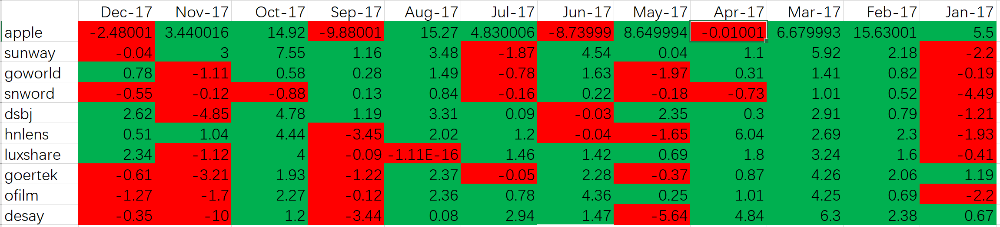 Dec-17 Nov-17 Oct-17 Sep-17 Aug-17 Jul-17 Jun-17 May-17 Apr-17 Mar-17 Feb-17 Jan-17
apple -2.48001 3.440016 14.92 -9.88001 15.27 4.830006 -8.73999 8.649994 -0.01001 6.679993 15.63001 5.5
sunway -0.04 3 7.55 1.16 3.48 -1.87 4.54 0.04 1.1 5.92 2.18 -2.2
goworld 0.78 -1.11 0.58 0.28 1.49 -0.78 1.63 -1.97 0.31 1.41 0.82 -0.19
snword -0.55 -0.12 -0.88 0.13 0.84 -0.16 0.22 -0.18 -0.73 1.01 0.52 -4.49
dsbj 2.62 -4.85 4.78 1.19 3.31 0.09 -0.03 2.35 0.3 2.91 0.79 -1.21
hnlens 0.51 1.04 4.44 -3.45 2.02 1.2 -0.04 -1.65 6.04 2.69 2.3 -1.93
luxshare 2.34 -1.12 4 -0.09 -1.11E-16 1.46 1.42 0.69 1.8 3.24 1.6 -0.41
goertek -0.61 -3.21 1.93 -1.22 2.37 -0.05 2.28 -0.37 0.87 4.26 2.06 1.19
ofilm -1.27 -1.7 2.27 -0.12 2.36 0.78 4.36 0.25 1.01 4.25 0.69 -2.2
desay -0.35 -10 1.2 -3.44 0.08 2.94 1.47 -5.64 4.84 6.3 2.38 0.67